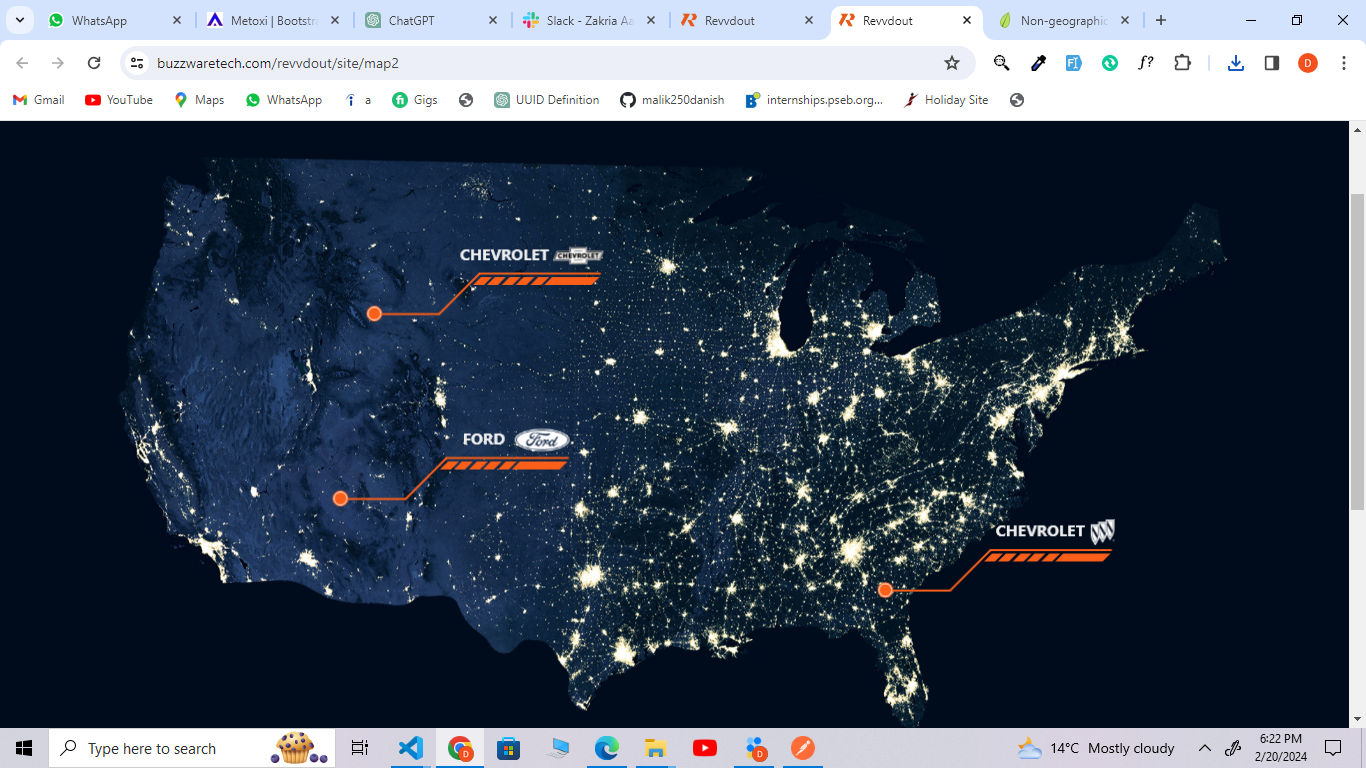 WhatsApp
Metoxi | Bootstr
ChatGPT
Slack - Zakria Aa
Revvdout
Revvdout
Non-geographic
buzzwaretech.com/revvdout/site/map2
f?
D
Gmail
YouTube
Maps
WhatsApp
a
Gigs
UUID Definition
malik250danish
internships.pseb.org...
Holiday Site
CHEVROLET CHEVROLET
FORD Ford
CHEVROLET
Type here to search
14°C Mostly cloudy
6:22 PM
2/20/2024